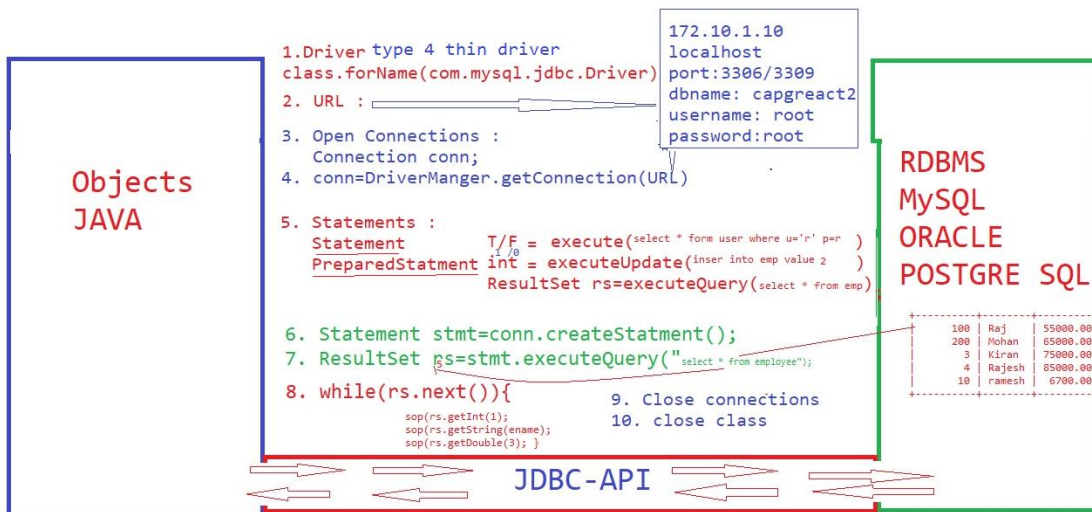 Objects
JAVA
1.Driver type 4 thin driver
class.forName(com.mysql.jdbc.Driver)
2. URL :
172.10.1.10
localhost
port:3306/3309
dbname: capgreact2
username: root
password:root
3. Open Connections :
Connection conn;
4. conn=DriverManger.getConnection(URL)
5. Statements :
Statement T/F = execute(select * form user where u='r' p=r )
1 /0
PreparedStatment int = executeUpdate(inser into emp value 2 )
ResultSet rs=executeQuery(select * from emp)
6. Statement stmt=conn.createStatment();
7. ResultSet rs=stmt.executeQuery("select * from employee");
5
8. while(rs.next()){
sop(rs.getInt(1);
sop(rs.getString(ename);
sop(rs.getDouble(3); }
9. Close connections
10. close class
RDBMS
MySQL
ORACLE
POSTGRE SQL
+----------+--------+----------
100 | Raj | 55000.00
200 | Mohan | 65000.00
3 | Kiran | 75000.00
4 | Rajesh | 85000.00
10 | ramesh | 6700.00
+----------+--------+----------
JDBC-API